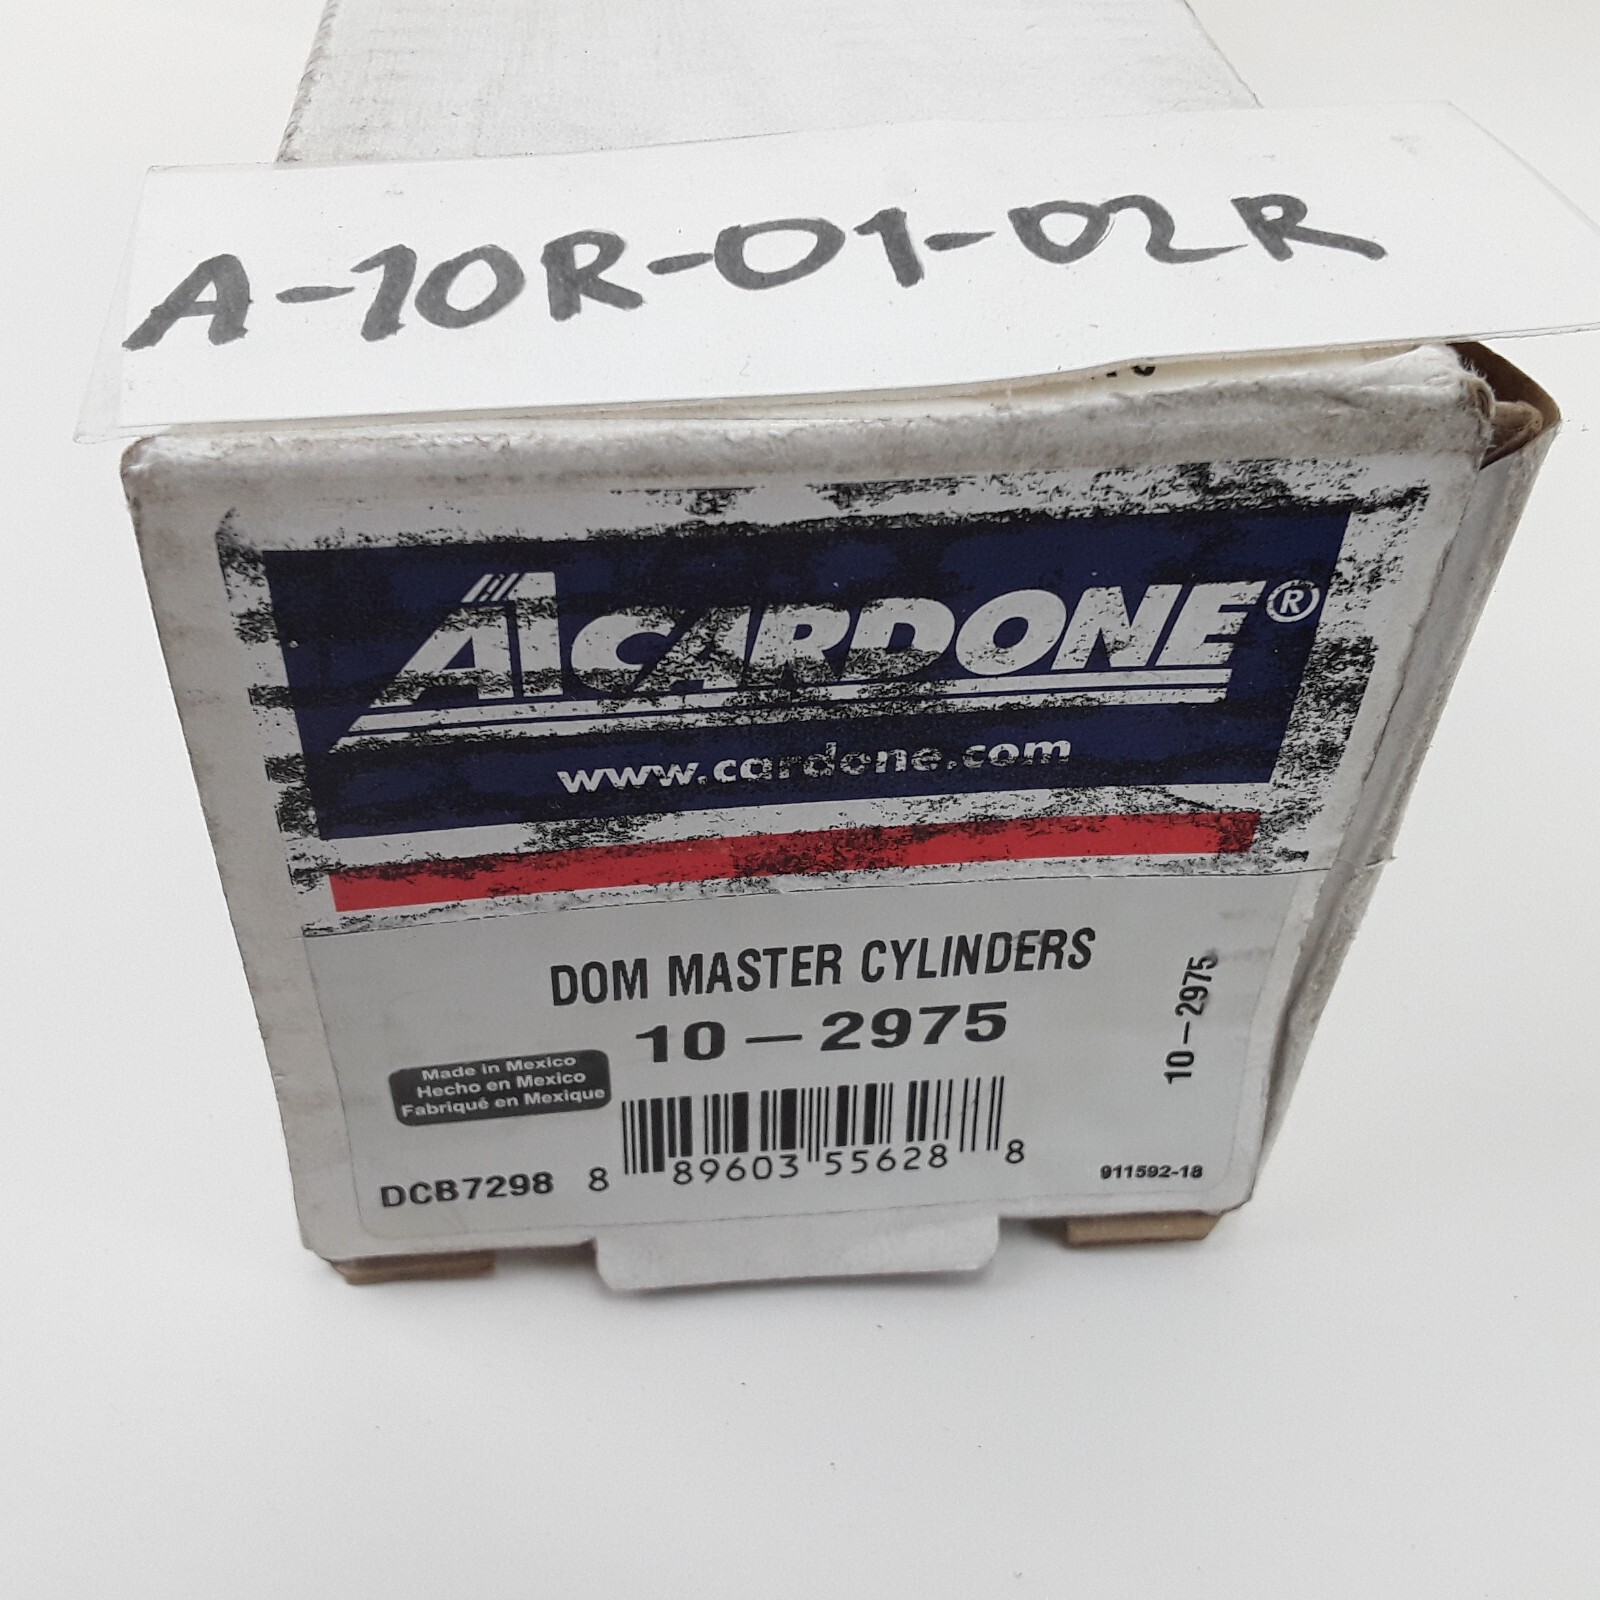 A-10R-01-02R
A1CARDONE®
www.cardone.com
DOM MASTER CYLINDERS
10-2975
10-2975
Made in Mexico
Hecho en Mexico
Fabriqué en Mexique
DCB7298
8 89603 55628 8
911592-18